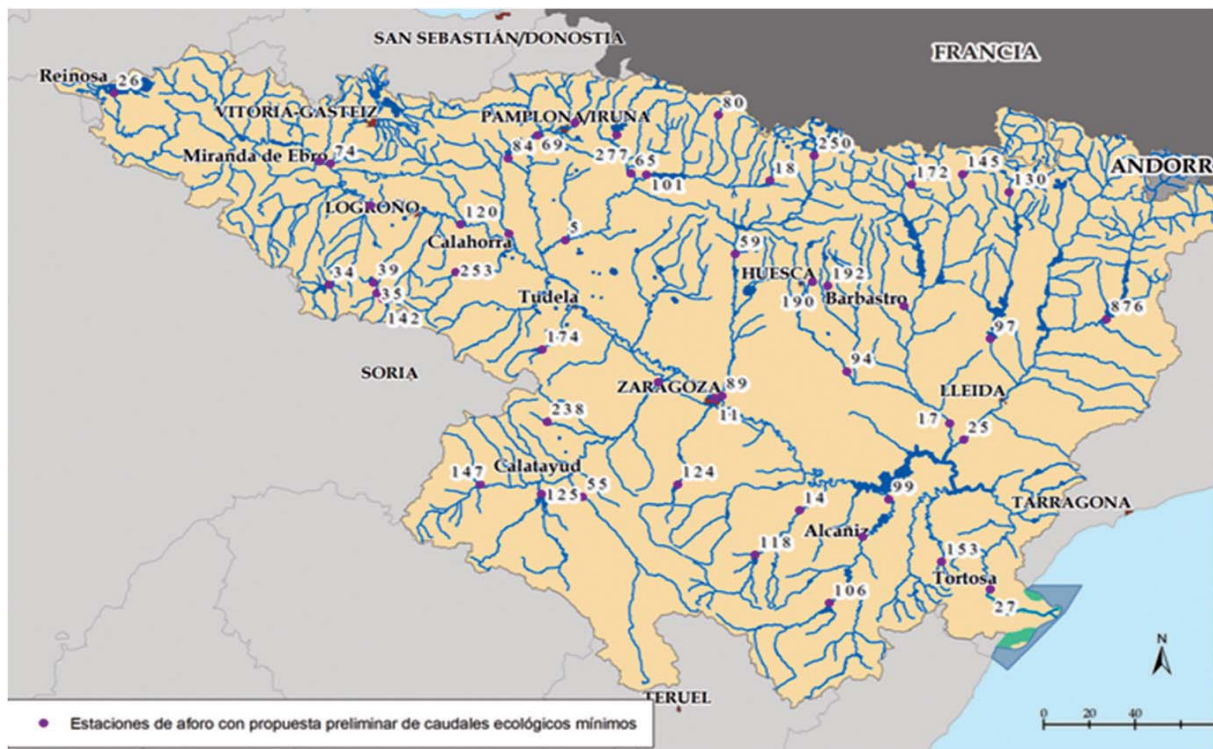 SAN SEBASTIÁN/DONOSTIA
FRANCIA
Reinosa
26
VITORIA-GASTEIZ
PAMPLONA/IRUÑA
80
ANDORR
Miranda de Ebro
74
84
69
277
65
101
18
250
172
145
130
LOGROÑO
120
Calahorra
5
59
34
39
35
253
142
HUESCA
192
190
Barbastro
876
Tudela
174
97
SORIA
94
ZARAGOZA
89
11
LLEIDA
238
17
25
147
Calatayud
125
55
124
14
99
TARRAGONA
Alcañiz
118
153
Tortosa
106
27
N
TERUEL
Estaciones de aforo con propuesta preliminar de caudales ecológicos mínimos
0 20 40